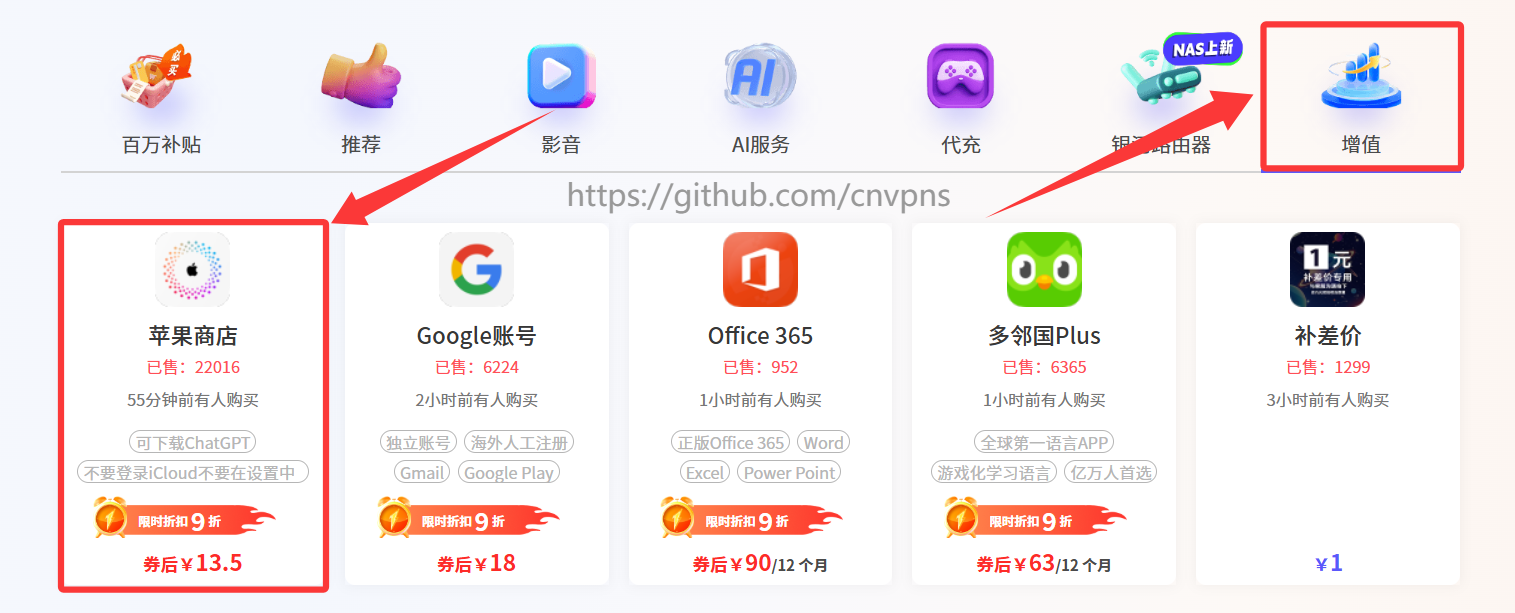 必买
NAS上新
AI
百万补贴
推荐
影音
AI服务
代充
路由器
增值
https://github.com/cnvpns
1元
补差价专用
苹果商店
Google账号
Office 365
多邻国Plus
补差价
已售：22016
已售：6224
已售：952
已售：6365
已售：1299
55分钟前有人购买
2小时前有人购买
1小时前有人购买
1小时前有人购买
3小时前有人购买
可下载ChatGPT
独立账号
海外人工注册
正版Office 365
Word
全球第一语言APP
不要登录iCloud不要在设置中
Gmail
Google Play
Excel
Power Point
游戏化学习语言
亿万人首选
限时折扣9折
限时折扣9折
限时折扣9折
限时折扣9折
券后￥13.5
券后￥18
券后￥90/12 个月
券后￥63/12 个月
￥1